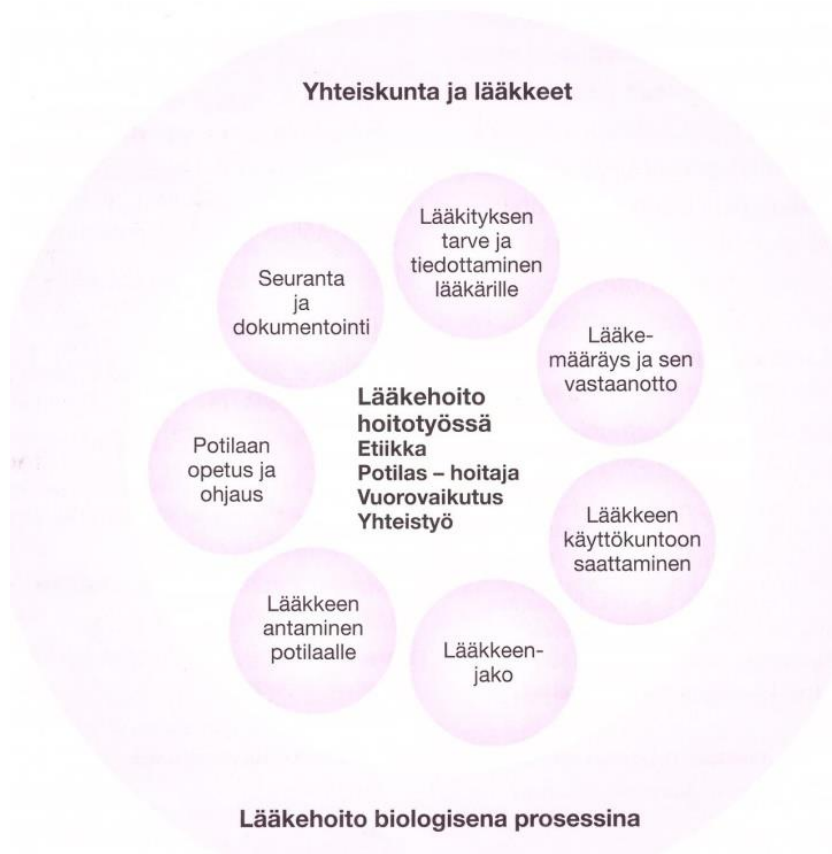 Yhteiskunta ja lääkkeet
Lääkityksen
tarve ja
tiedottaminen
lääkärille
Lääke-
määräys ja sen
vastaanotto
Lääkkeen
käyttökuntoon
saattaminen
Lääkkeen-
jako
Lääkkeen
antaminen
potilaalle
Potilaan
opetus ja
ohjaus
Seuranta
ja
dokumentointi
Lääkehoito
hoitotyössä
Etiikka
Potilas – hoitaja
Vuorovaikutus
Yhteistyö
Lääkehoito biologisena prosessina